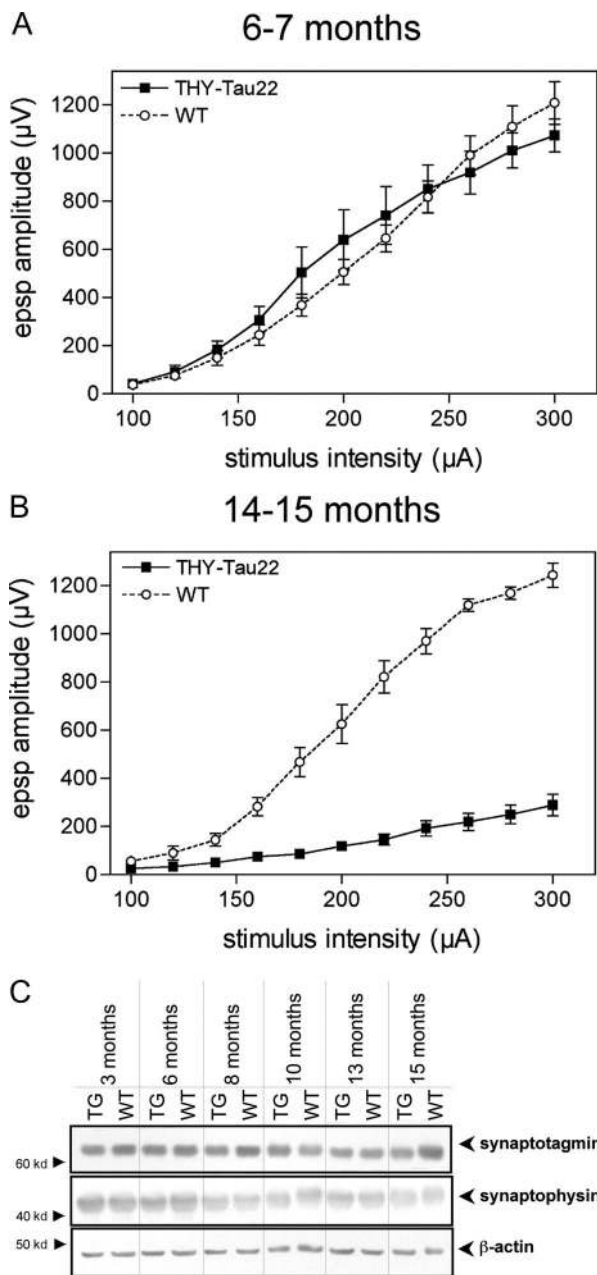 A
6-7 months
THY-Tau22
WT
1200
1000
800
600
400
200
0
epsp amplitude (µV)
100 150 200 250 300
stimulus intensity (µA)
B
14-15 months
THY-Tau22
WT
1200
1000
800
600
400
200
0
epsp amplitude (µV)
100 150 200 250 300
stimulus intensity (µA)
C
3 months 6 months 8 months 10 months 13 months 15 months
TG WT TG WT TG WT TG WT TG WT TG WT
synaptotagmin
60 kd
synaptophysin
40 kd
50 kd
β-actin